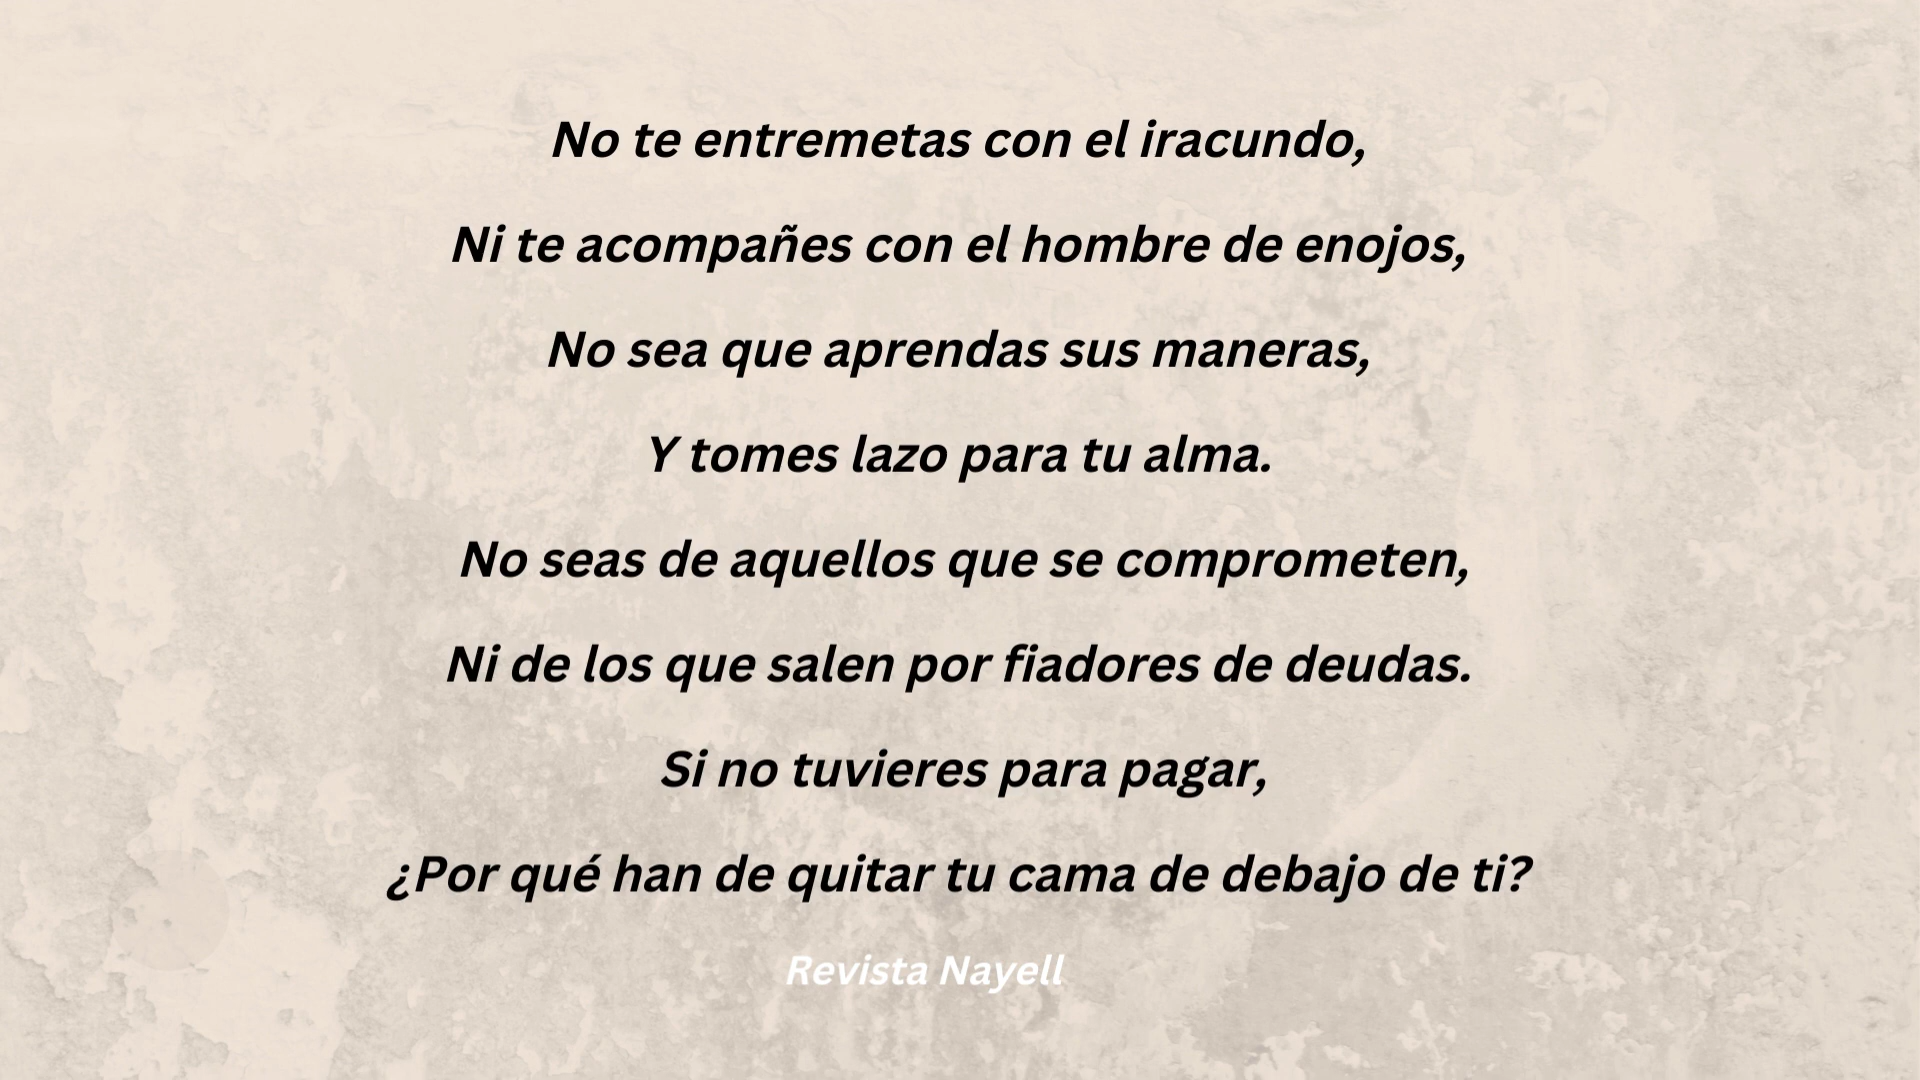 No te entremetas con el iracundo,
Ni te acompañes con el hombre de enojos,
No sea que aprendas sus maneras,
Y tomes lazo para tu alma.
No seas de aquellos que se comprometen,
Ni de los que salen por fiadores de deudas.
Si no tuvieres para pagar,
¿Por qué han de quitar tu cama de debajo de ti?
Revista Nayell